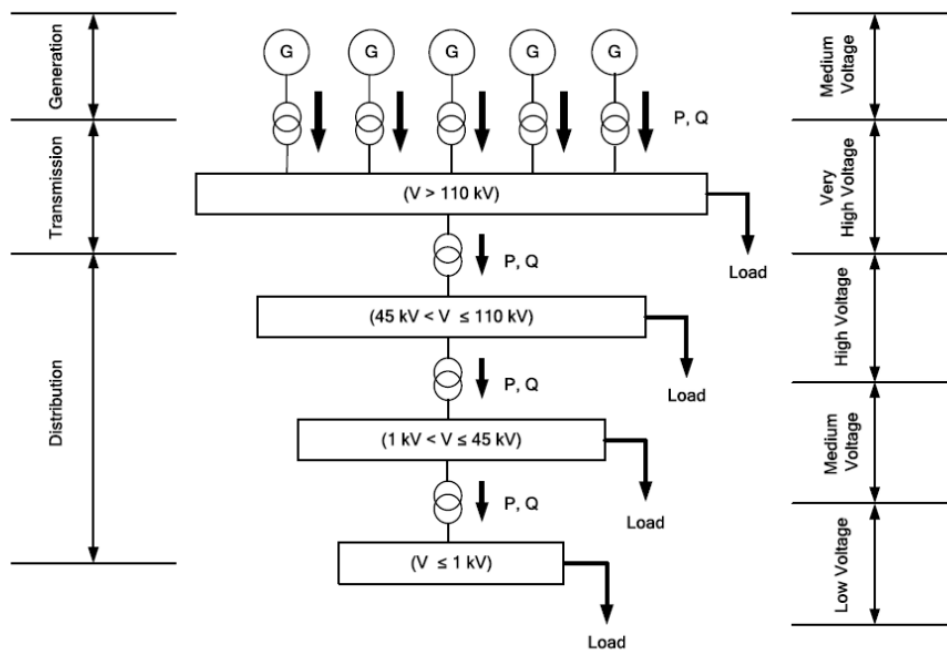 G G G G G
Generation
Medium
Voltage
P, Q
Transmission
(V > 110 kV)
Very
High Voltage
P, Q
Load
Distribution
(45 kV < V ≤ 110 kV)
High Voltage
P, Q
Load
(1 kV < V ≤ 45 kV)
Medium
Voltage
P, Q
Load
(V ≤ 1 kV)
Low Voltage
Load